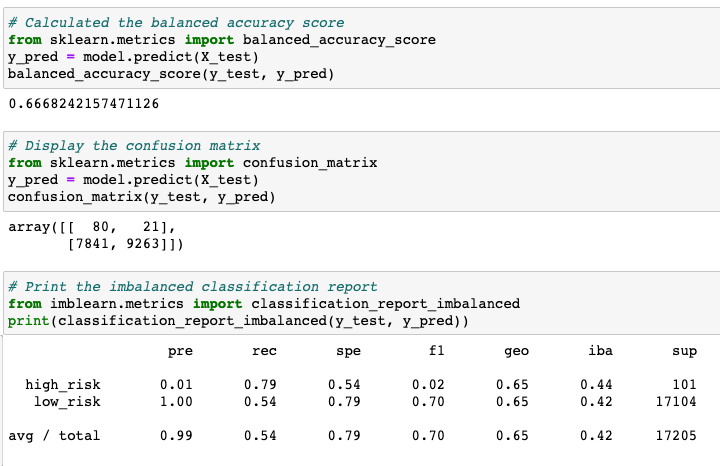 # Calculated the balanced accuracy score
from sklearn.metrics import balanced_accuracy_score
y_pred = model.predict(X_test)
balanced_accuracy_score(y_test, y_pred)
0.6668242157471126
# Display the confusion matrix
from sklearn.metrics import confusion_matrix
y_pred = model.predict(X_test)
confusion_matrix(y_test, y_pred)
array([[  80,   21],
       [7841, 9263]])
# Print the imbalanced classification report
from imblearn.metrics import classification_report_imbalanced
print(classification_report_imbalanced(y_test, y_pred))
                   pre       rec       spe        f1       geo       iba       sup
  high_risk       0.01      0.79      0.54      0.02      0.65      0.44       101
   low_risk       1.00      0.54      0.79      0.70      0.65      0.42     17104
avg / total       0.99      0.54      0.79      0.70      0.65      0.42     17205